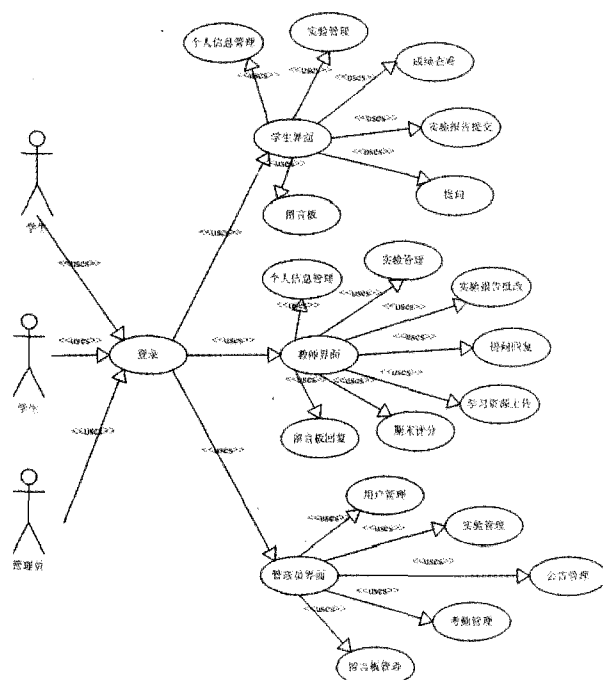 实验管理
个人信息管理
<<uses>>
<<uses>>
成绩查看
<<uses>>
<<uses>>
实验报告提交
学生界面
<<uses>>
<<uses>>
提问
留言板
学生
<<uses>>
<<uses>>
实验管理
个人信息管理
<<uses>>
<<uses>>
实验报告批改
<<uses>>
<<uses>>
登录
<<uses>>
教师界面
<<uses>>
提问回复
<<uses>>
<<uses>>
<<uses>>
学习资源上传
学生
留言板回复
期末评分
<<uses>>
<<uses>>
用户管理
<<uses>>
<<uses>>
实验管理
管理员
管理员界面
<<uses>>
公告管理
<<uses>>
<<uses>>
考勤管理
留言板管理